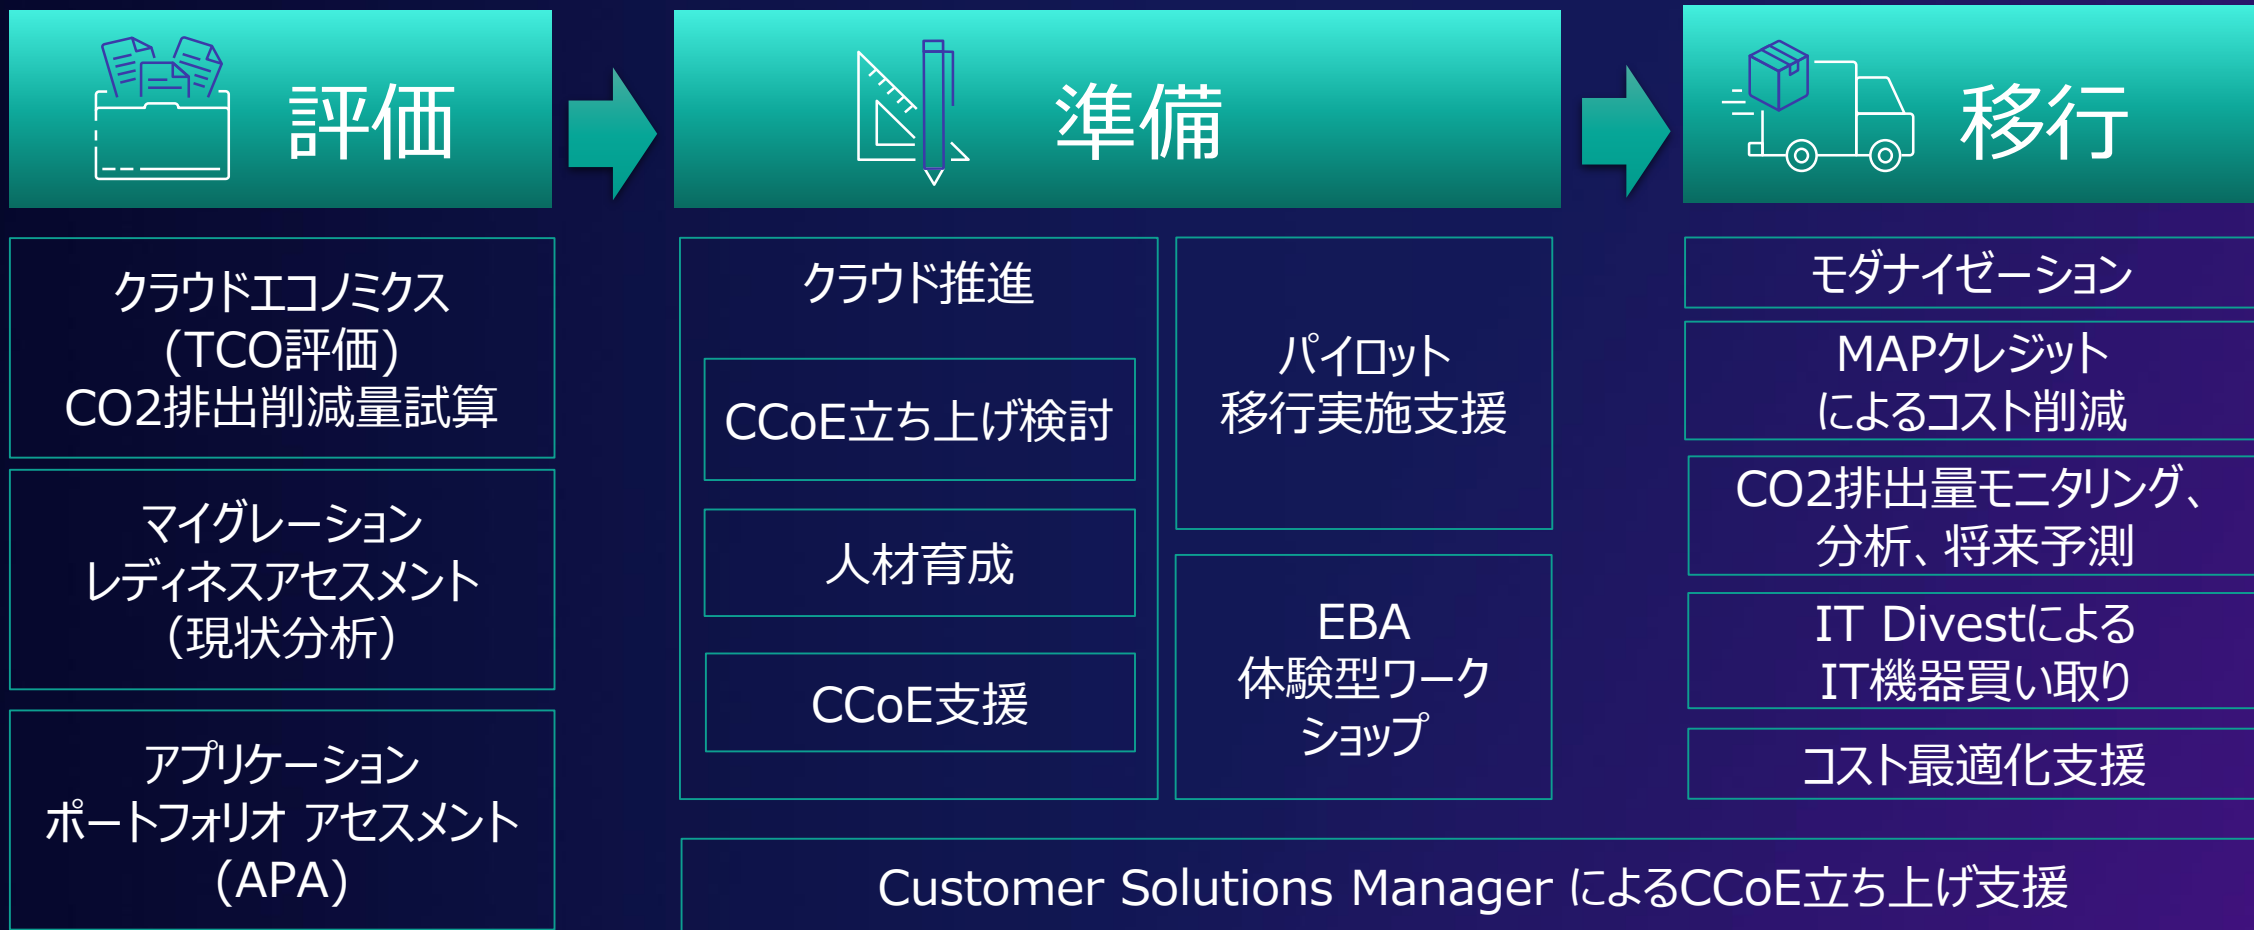 評価
準備
移行
クラウドエコノミクス
(TCO評価)
CO2排出削減量試算
マイグレーション
レディネスアセスメント
(現状分析)
アプリケーション
ポートフォリオ アセスメント
(APA)
クラウド推進
CCoE立ち上げ検討
人材育成
CCoE支援
パイロット
移行実施支援
EBA
体験型ワーク
ショップ
モダナイゼーション
MAPクレジット
によるコスト削減
CO2排出量モニタリング、
分析、将来予測
IT Divestによる
IT機器買い取り
コスト最適化支援
Customer Solutions Manager によるCCoE立ち上げ支援